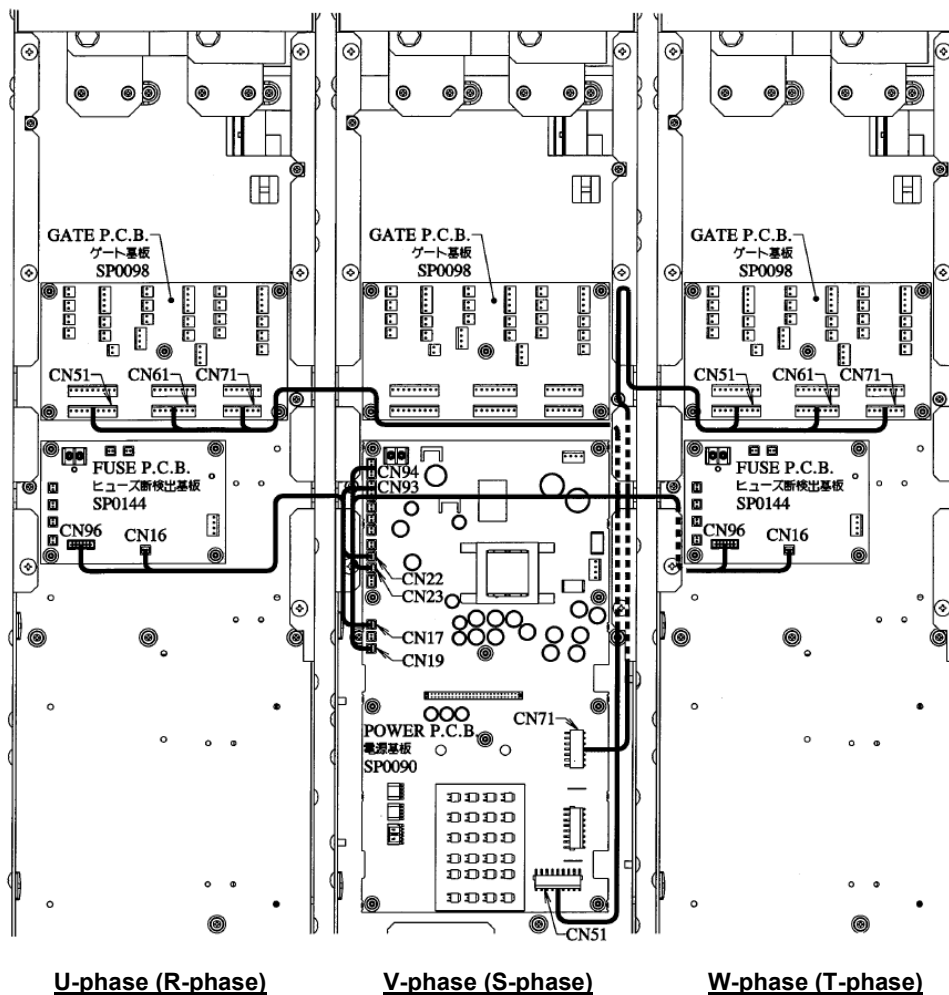 GATE P.C.B.
ゲート基板
SP0098
GATE P.C.B.
ゲート基板
SP0098
GATE P.C.B.
ゲート基板
SP0098
CN51
CN61
CN71
CN51
CN61
CN71
FUSE P.C.B.
ヒューズ断検出基板
SP0144
CN96
CN16
CN94
CN93
CN22
CN23
CN17
CN19
FUSE P.C.B.
ヒューズ断検出基板
SP0144
CN96
CN16
CN71
POWER P.C.B.
電源基板
SP0090
CN51
U-phase (R-phase)
V-phase (S-phase)
W-phase (T-phase)